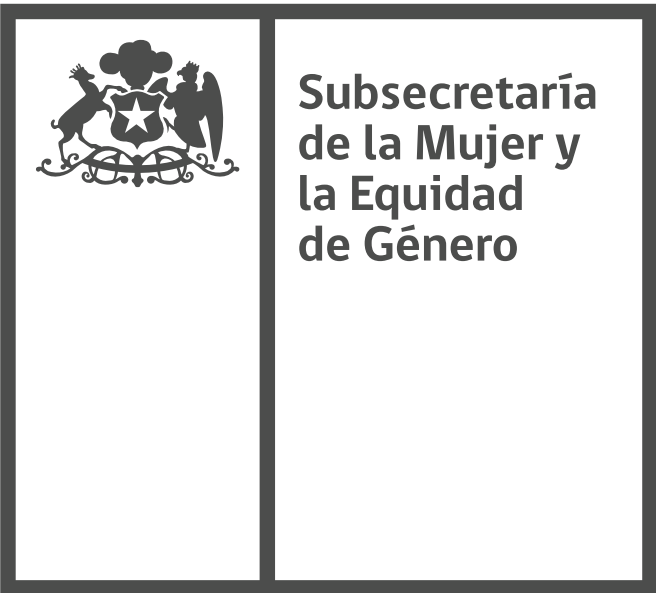 Subsecretaría
de la Mujer y
la Equidad
de Género